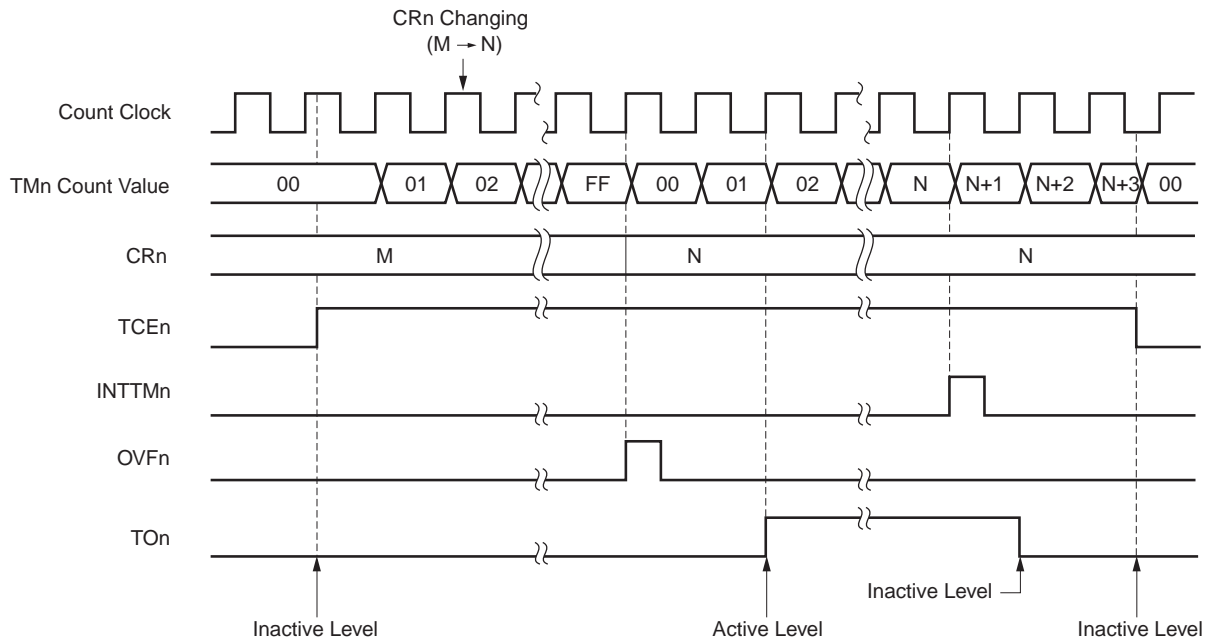 CRn Changing
(M → N)
Count Clock
TMn Count Value
00 01 02 FF 00 01 02 N N+1 N+2 N+3 00
CRn
M N N
TCEn
INTTMn
OVFn
TOn
Inactive Level
Inactive Level Active Level Inactive Level